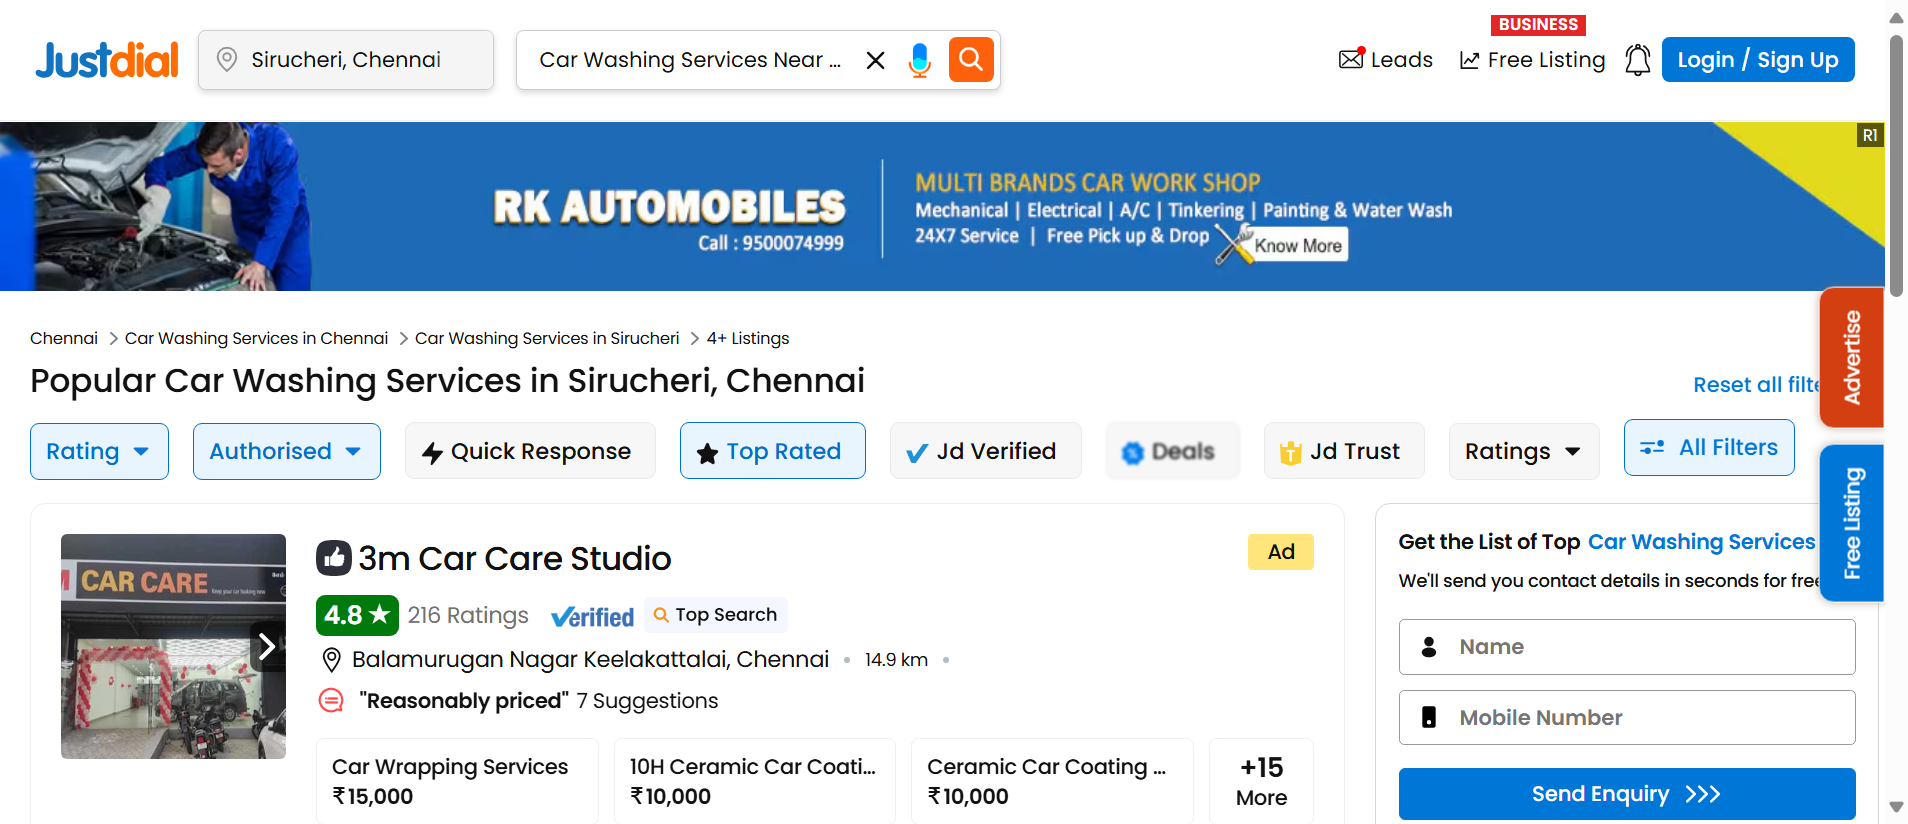 Justdial
Sirucheri, Chennai
Car Washing Services Near ...
Leads
BUSINESS
Free Listing
Login / Sign Up
R1
RK AUTOMOBILES
Call : 9500074999
MULTI BRANDS CAR WORK SHOP
Mechanical | Electrical | A/C | Tinkering | Painting & Water Wash
24X7 Service | Free Pick up & Drop
Know More
Advertise
Free Listing
Chennai > Car Washing Services in Chennai > Car Washing Services in Sirucheri > 4+ Listings
Popular Car Washing Services in Sirucheri, Chennai
Reset all
Rating
Authorised
Quick Response
Top Rated
Jd Verified
Deals
Jd Trust
Ratings
All Filters
CAR CARE
Keep your car looking new
3m Car Care Studio
Ad
4.8 ★ 216 Ratings Verified Top Search
Balamurugan Nagar Keelakattalai, Chennai • 14.9 km •
"Reasonably priced" 7 Suggestions
Car Wrapping Services
₹15,000
10H Ceramic Car Coati...
₹10,000
Ceramic Car Coating ...
₹10,000
+15
More
Get the List of Top Car Washing Services
We'll send you contact details in seconds for free
Name
Mobile Number
Send Enquiry >>>